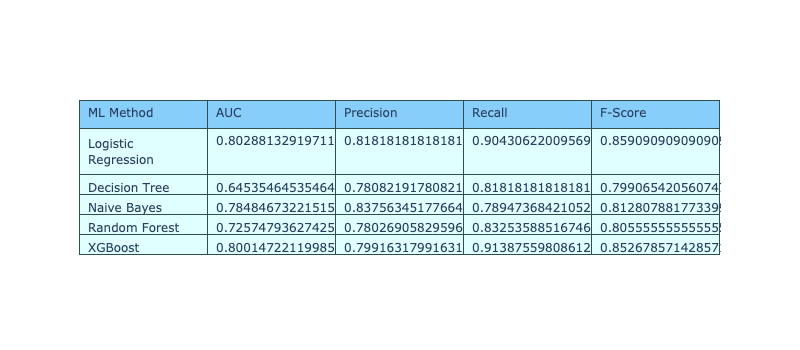 ML Method AUC Precision Recall F-Score
Logistic Regression 0.80288132919711 0.81818181818181 0.90430622009569 0.859090909090909
Decision Tree 0.64535464535464 0.78082191780821 0.81818181818181 0.79906542056074
Naive Bayes 0.78484673221515 0.83756345177664 0.78947368421052 0.81280788177339
Random Forest 0.72574793627425 0.78026905829596 0.83253588516746 0.80555555555555
XGBoost 0.80014722119985 0.79916317991631 0.91387559808612 0.85267857142857